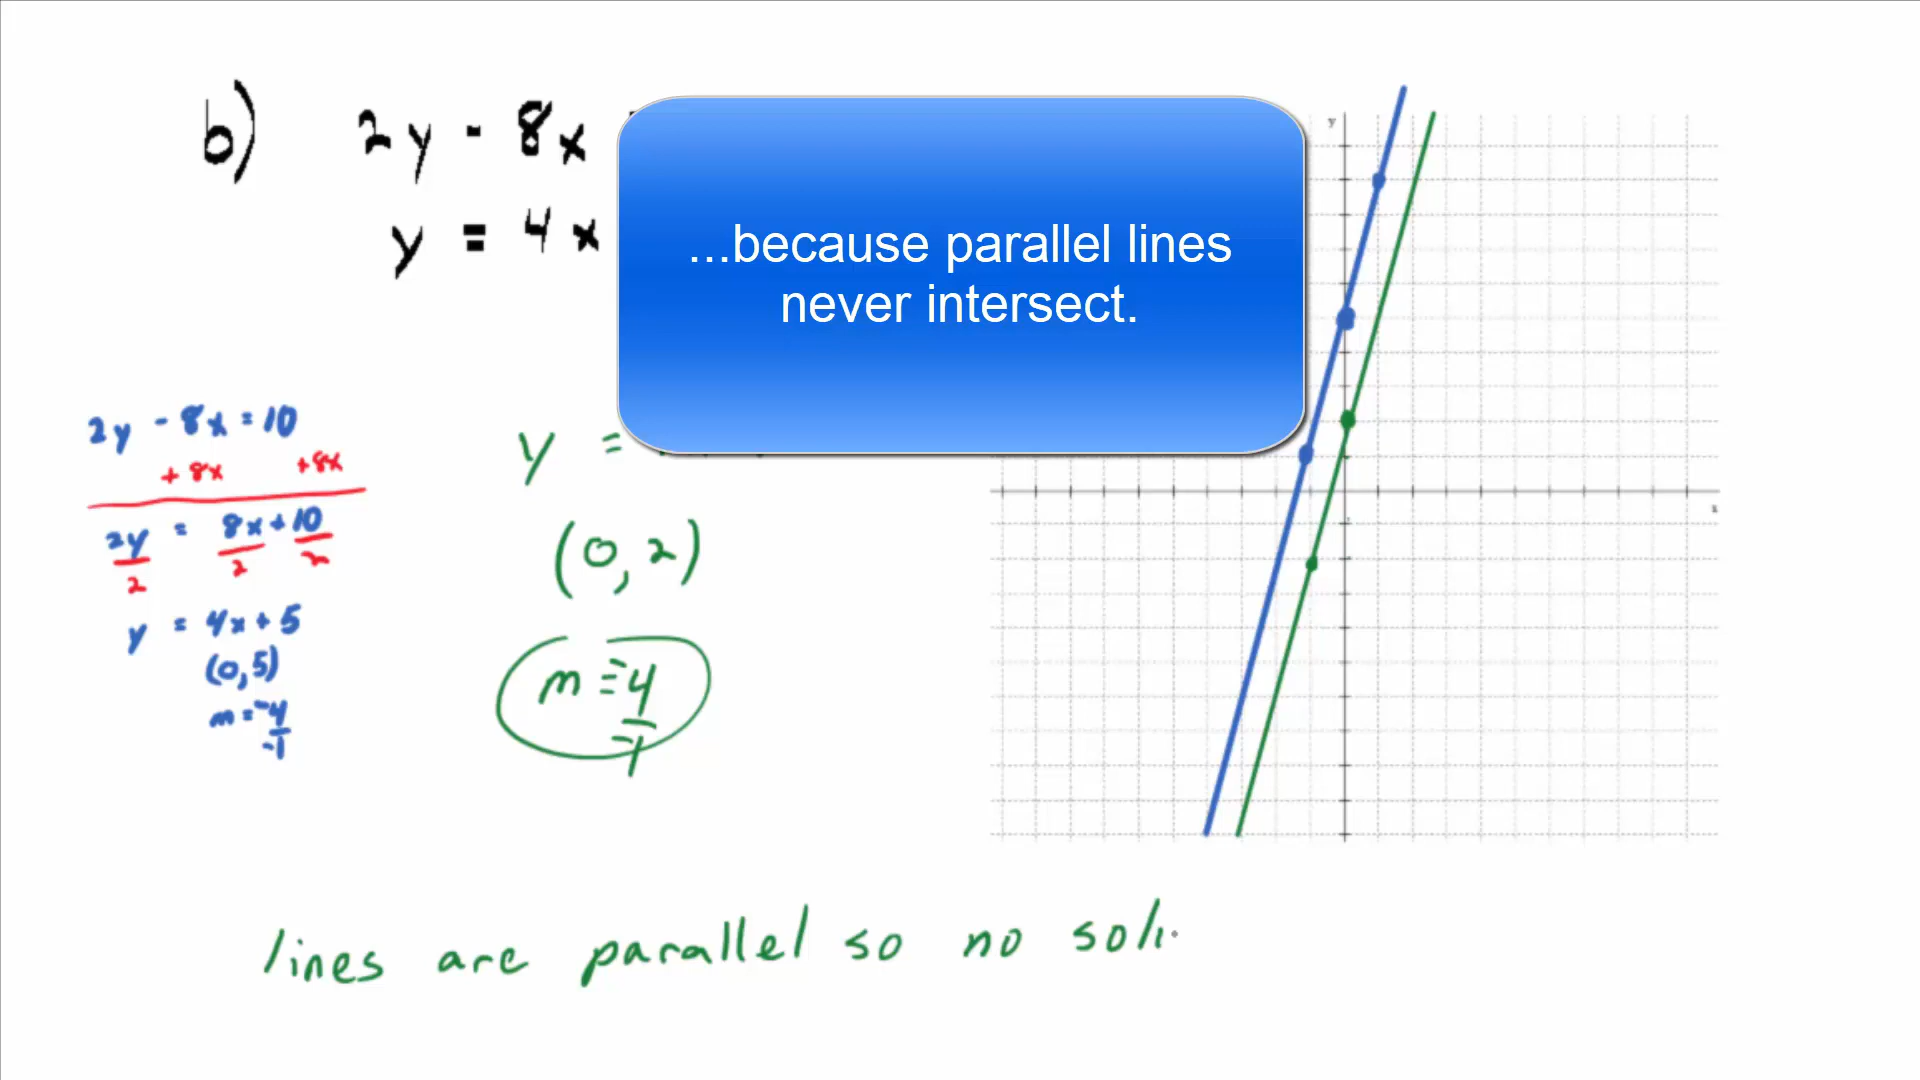 b) 2y - 8x
y = 4x
...because parallel lines
never intersect.
y
x
2y - 8x = 10
+ 8x +8x
2y = 8x + 10
2 2 2
y = 4x + 5
(0, 5)
m = -4
-1
y =
(0, 2)
m = -4
-1
lines are parallel so no sol